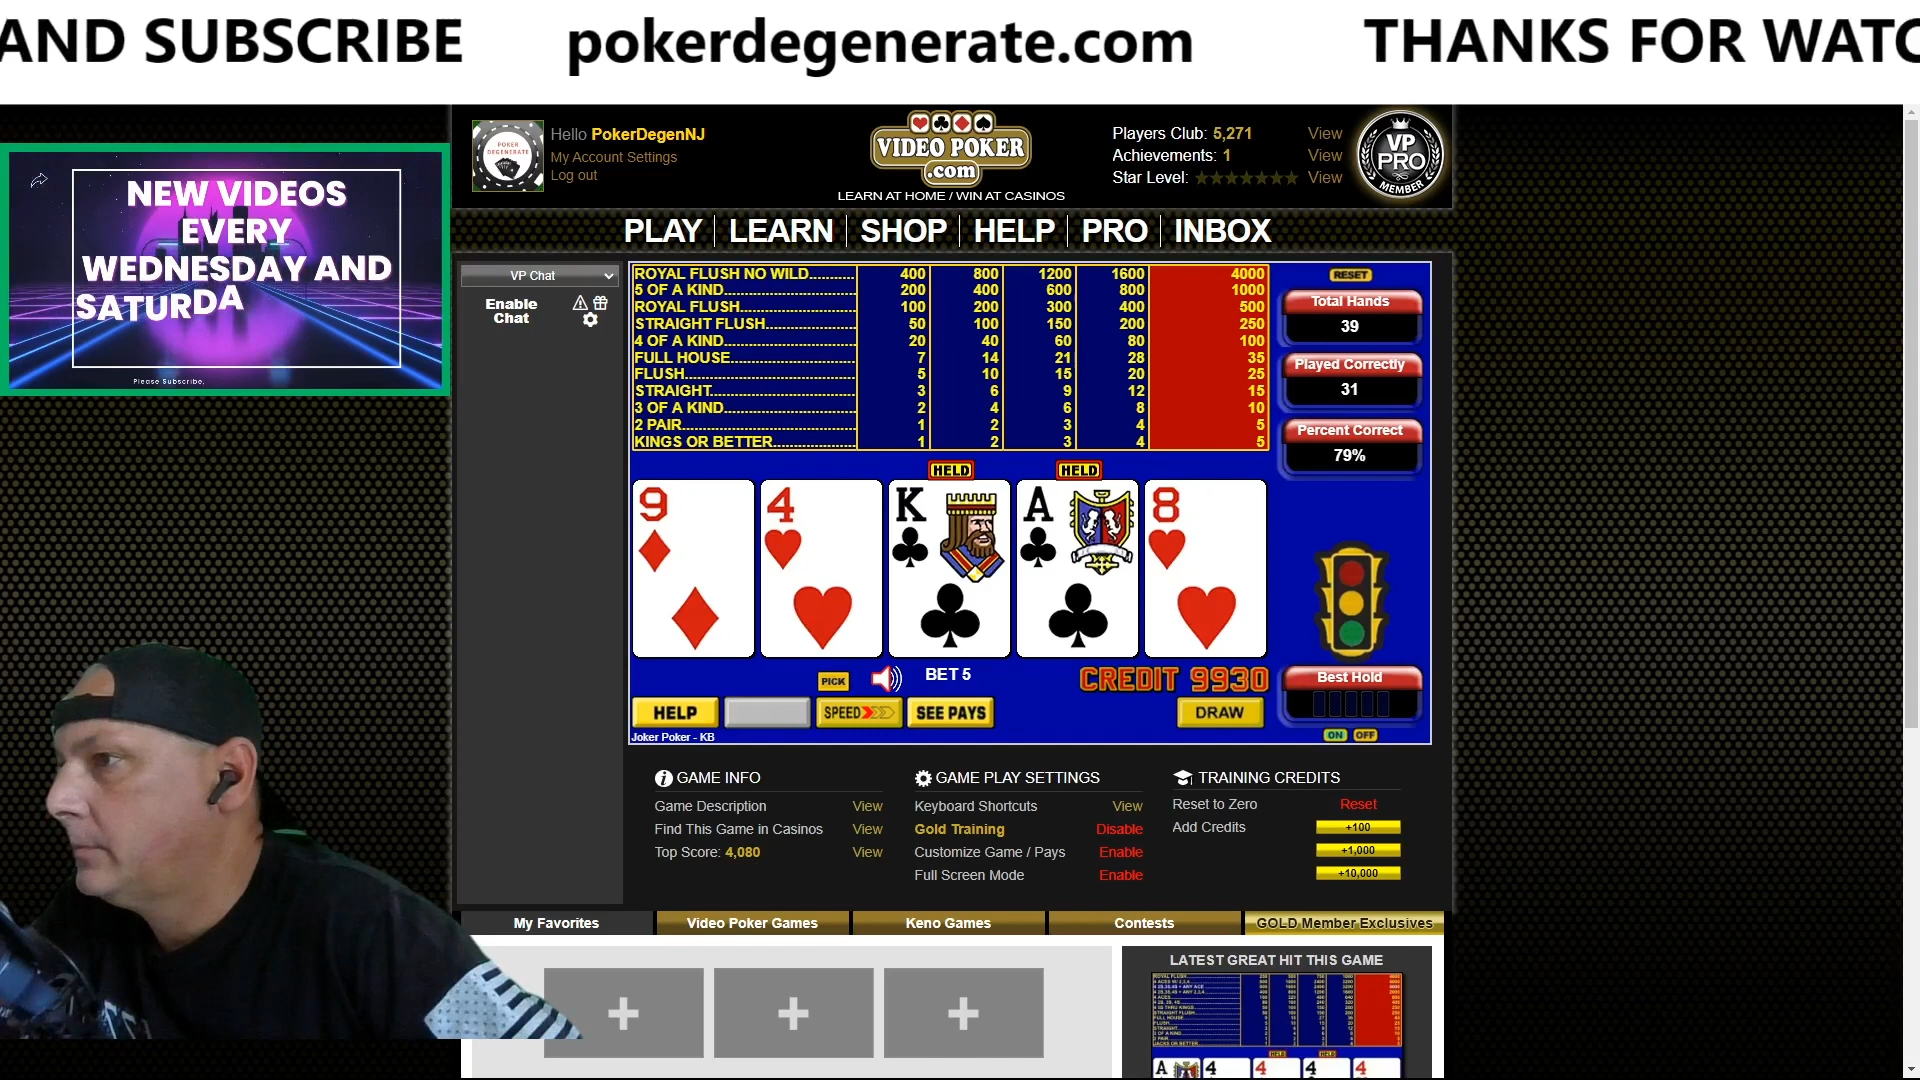 AND SUBSCRIBE pokerdegenerate.com THANKS FOR WATC
NEW VIDEOS
EVERY
WEDNESDAY AND
SATURDA
Please Subscribe.
POKER
DEGENERATE
Hello PokerDegenNJ
My Account Settings
Log out
VIDEO POKER
.com
LEARN AT HOME / WIN AT CASINOS
Players Club: 5,271 View
Achievements: 1 View
Star Level: View
VP
PRO
MEMBER
PLAY LEARN SHOP HELP PRO INBOX
VP Chat
Enable
Chat
ROYAL FLUSH NO WILD 400 800 1200 1600 4000
5 OF A KIND 200 400 600 800 1000
ROYAL FLUSH 100 200 300 400 500
STRAIGHT FLUSH 50 100 150 200 250
4 OF A KIND 20 40 60 80 100
FULL HOUSE 7 14 21 28 35
FLUSH 5 10 15 20 25
STRAIGHT 3 6 9 12 15
3 OF A KIND 2 4 6 8 10
2 PAIR 1 2 3 4 5
KINGS OR BETTER 1 2 3 4 5
RESET
Total Hands
39
Played Correctly
31
Percent Correct
79%
HELD HELD
9 4 K A 8
PICK BET 5 CREDIT 9930
HELP SPEED SEE PAYS DRAW
Joker Poker - KB
Best Hold
ON OFF
GAME INFO
Game Description View
Find This Game in Casinos View
Top Score: 4,080 View
GAME PLAY SETTINGS
Keyboard Shortcuts View
Gold Training Disable
Customize Game / Pays Enable
Full Screen Mode Enable
TRAINING CREDITS
Reset to Zero Reset
Add Credits +100
+1,000
+10,000
My Favorites Video Poker Games Keno Games Contests GOLD Member Exclusives
LATEST GREAT HIT THIS GAME
A 4 4 4 4